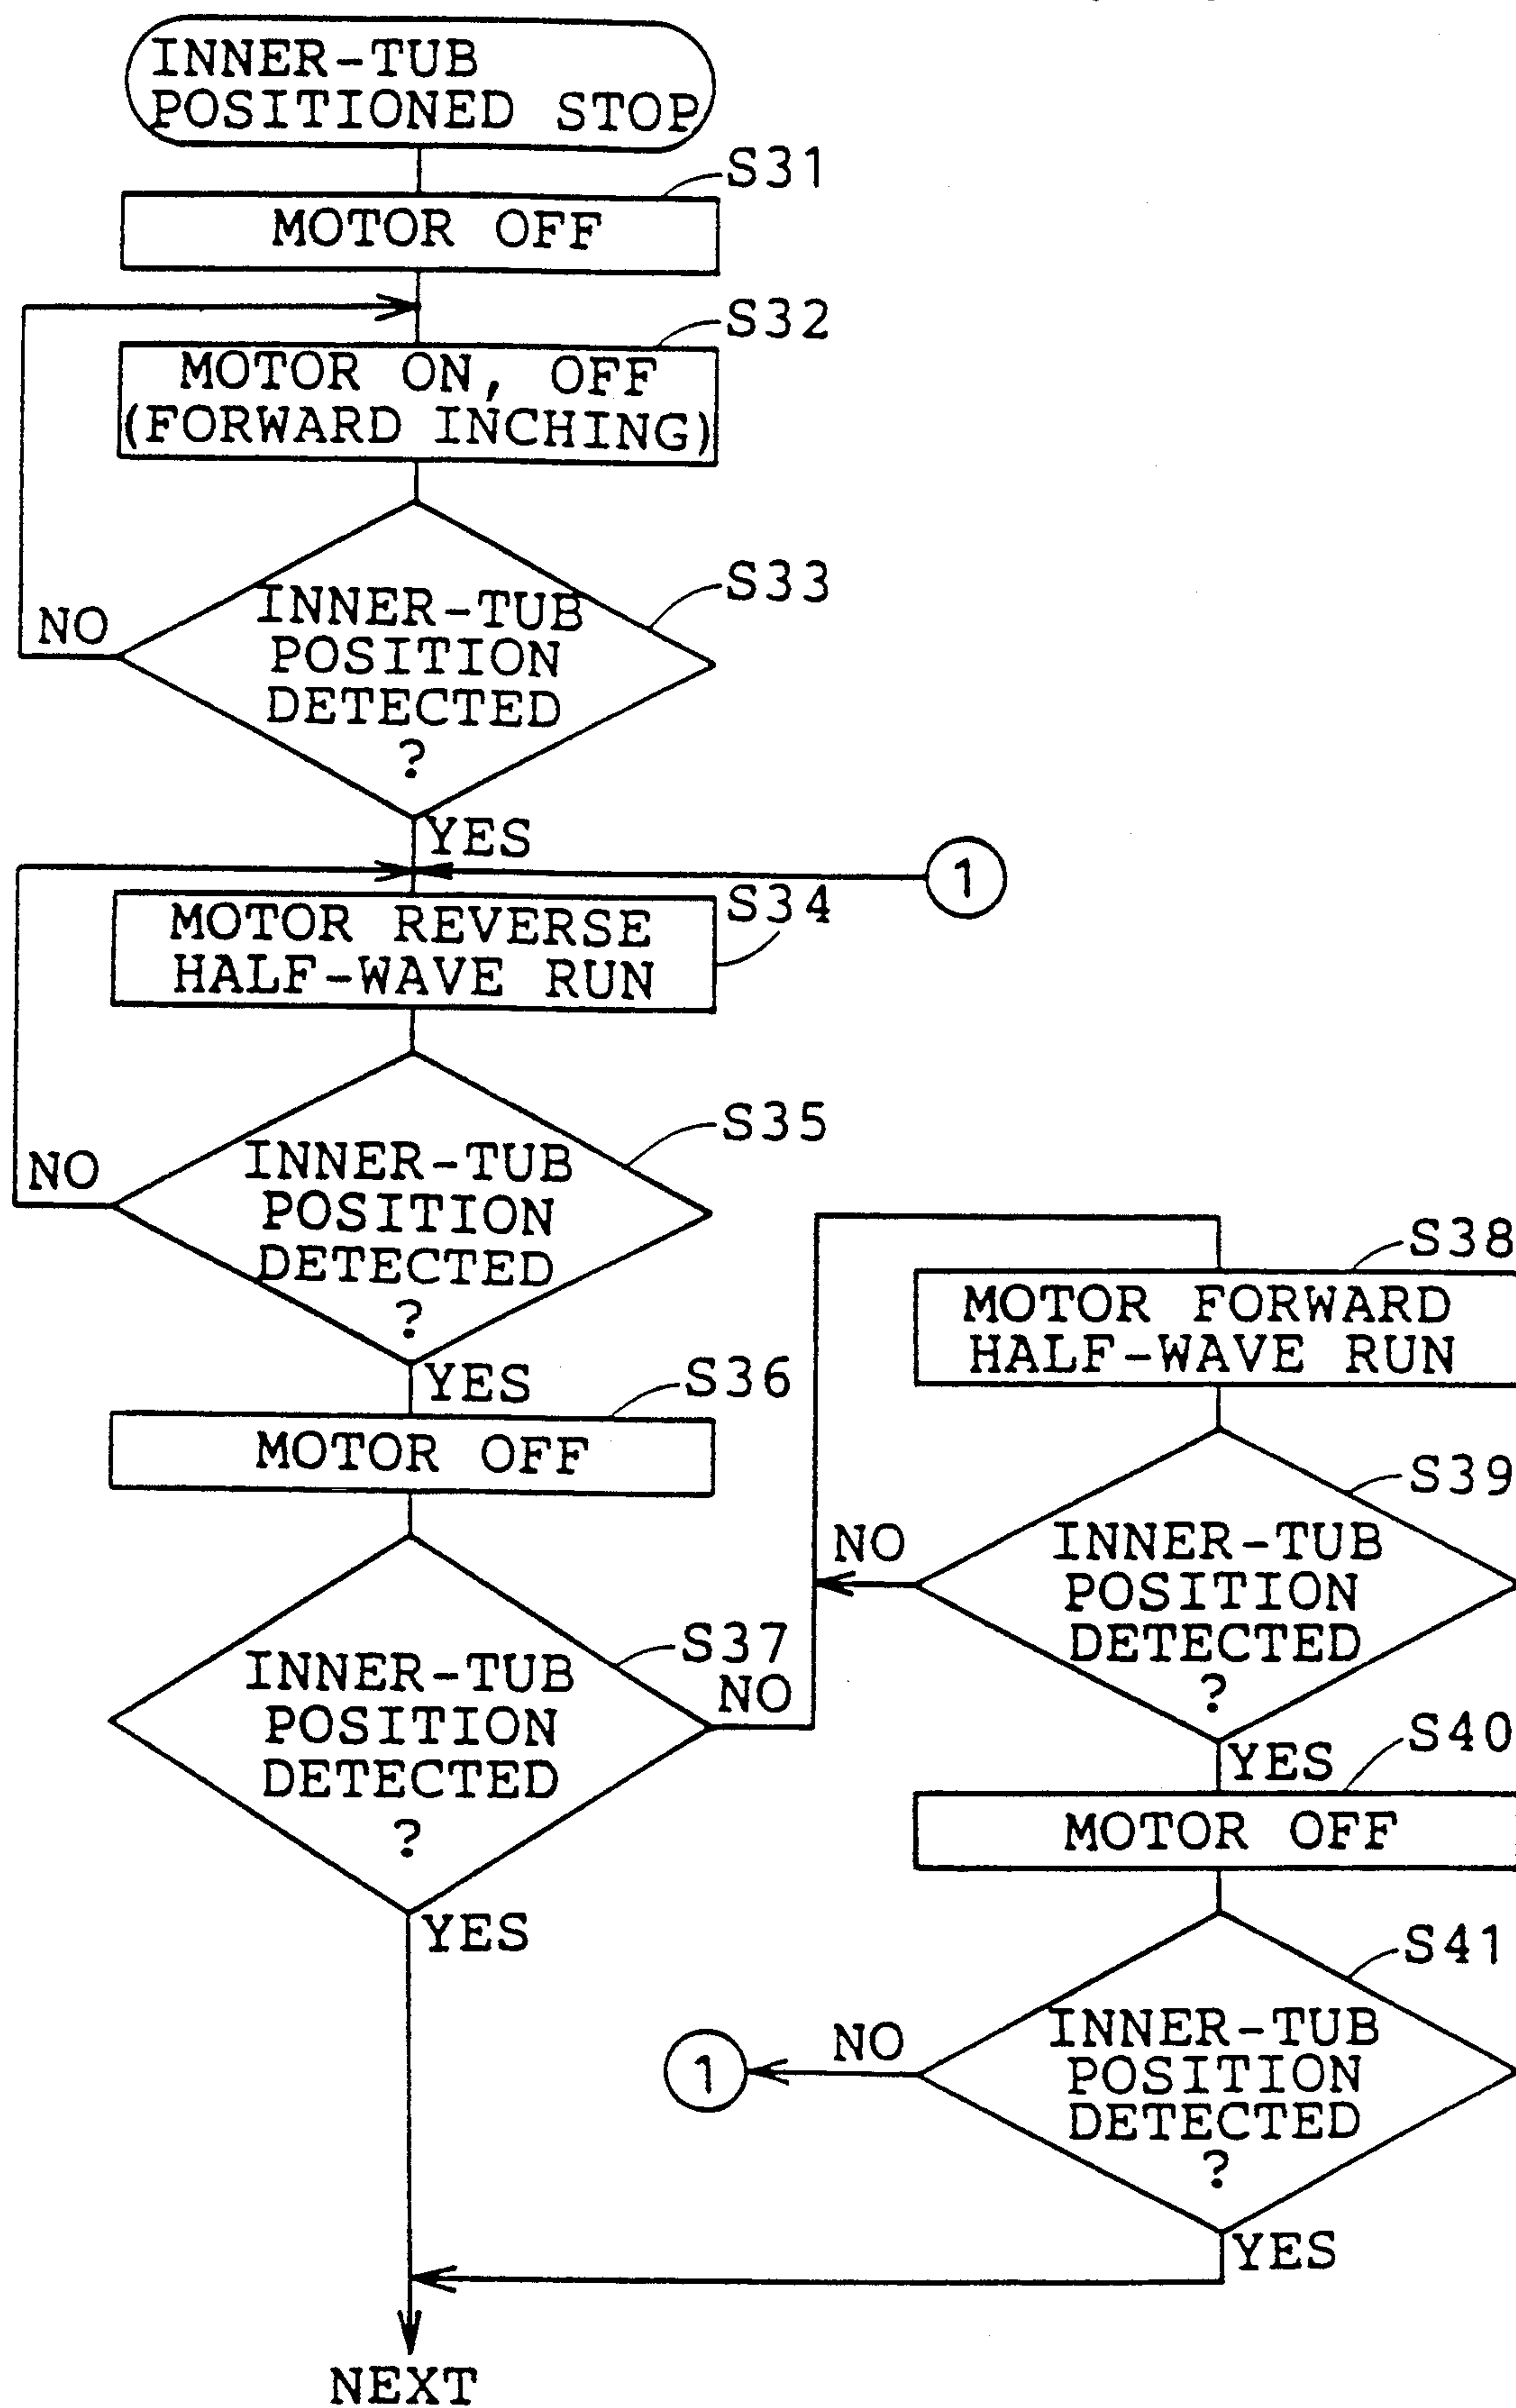 INNER-TUB
POSITIONED STOP
S31
MOTOR OFF
S32
MOTOR ON, OFF
(FORWARD INCHING)
S33
INNER-TUB
POSITION
DETECTED
?
NO
YES
1
S34
MOTOR REVERSE
HALF-WAVE RUN
S35
INNER-TUB
POSITION
DETECTED
?
NO
YES
S36
MOTOR OFF
S37
INNER-TUB
POSITION
DETECTED
?
NO
YES
S38
MOTOR FORWARD
HALF-WAVE RUN
S39
NO
INNER-TUB
POSITION
DETECTED
?
YES
S40
MOTOR OFF
S41
INNER-TUB
POSITION
DETECTED
?
NO
1
YES
NEXT